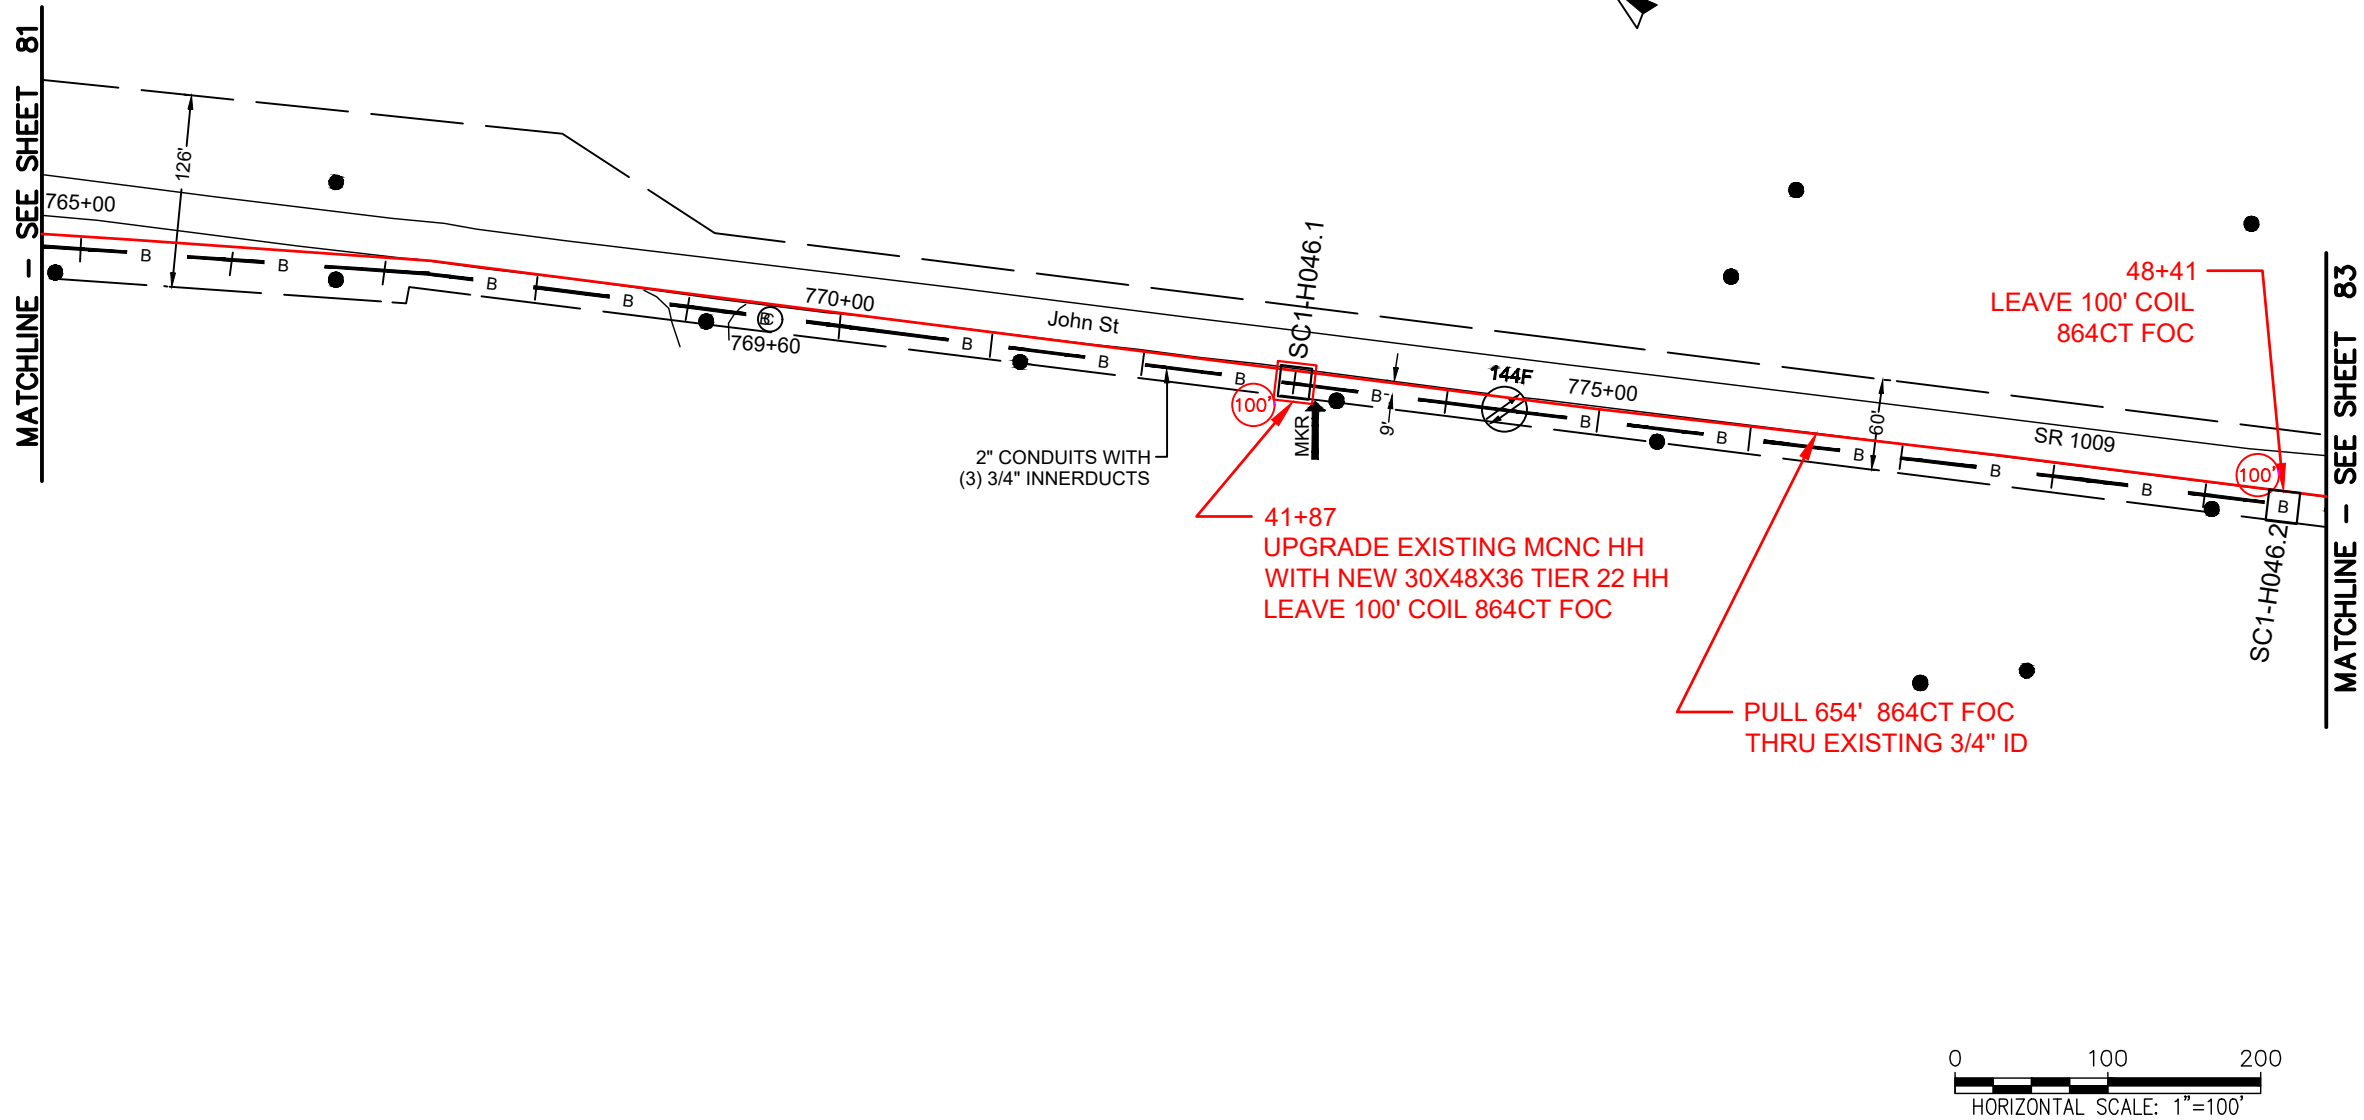 MATCHLINE - SEE SHEET 81
126'
765+00
B
B
B
B
B
C
769+60
770+00
John St
B
B
B
2" CONDUITS WITH
(3) 3/4" INNERDUCTS
SC1-H046.1
100'
MKR
41+87
UPGRADE EXISTING MCNC HH
WITH NEW 30X48X36 TIER 22 HH
LEAVE 100' COIL 864CT FOC
B
9'
144F
775+00
B
B
B
60'
PULL 654' 864CT FOC
THRU EXISTING 3/4" ID
SR 1009
B
B
48+41
LEAVE 100' COIL
864CT FOC
100'
B
SC1-H046.2
MATCHLINE - SEE SHEET 83
0 100 200
HORIZONTAL SCALE: 1"=100'